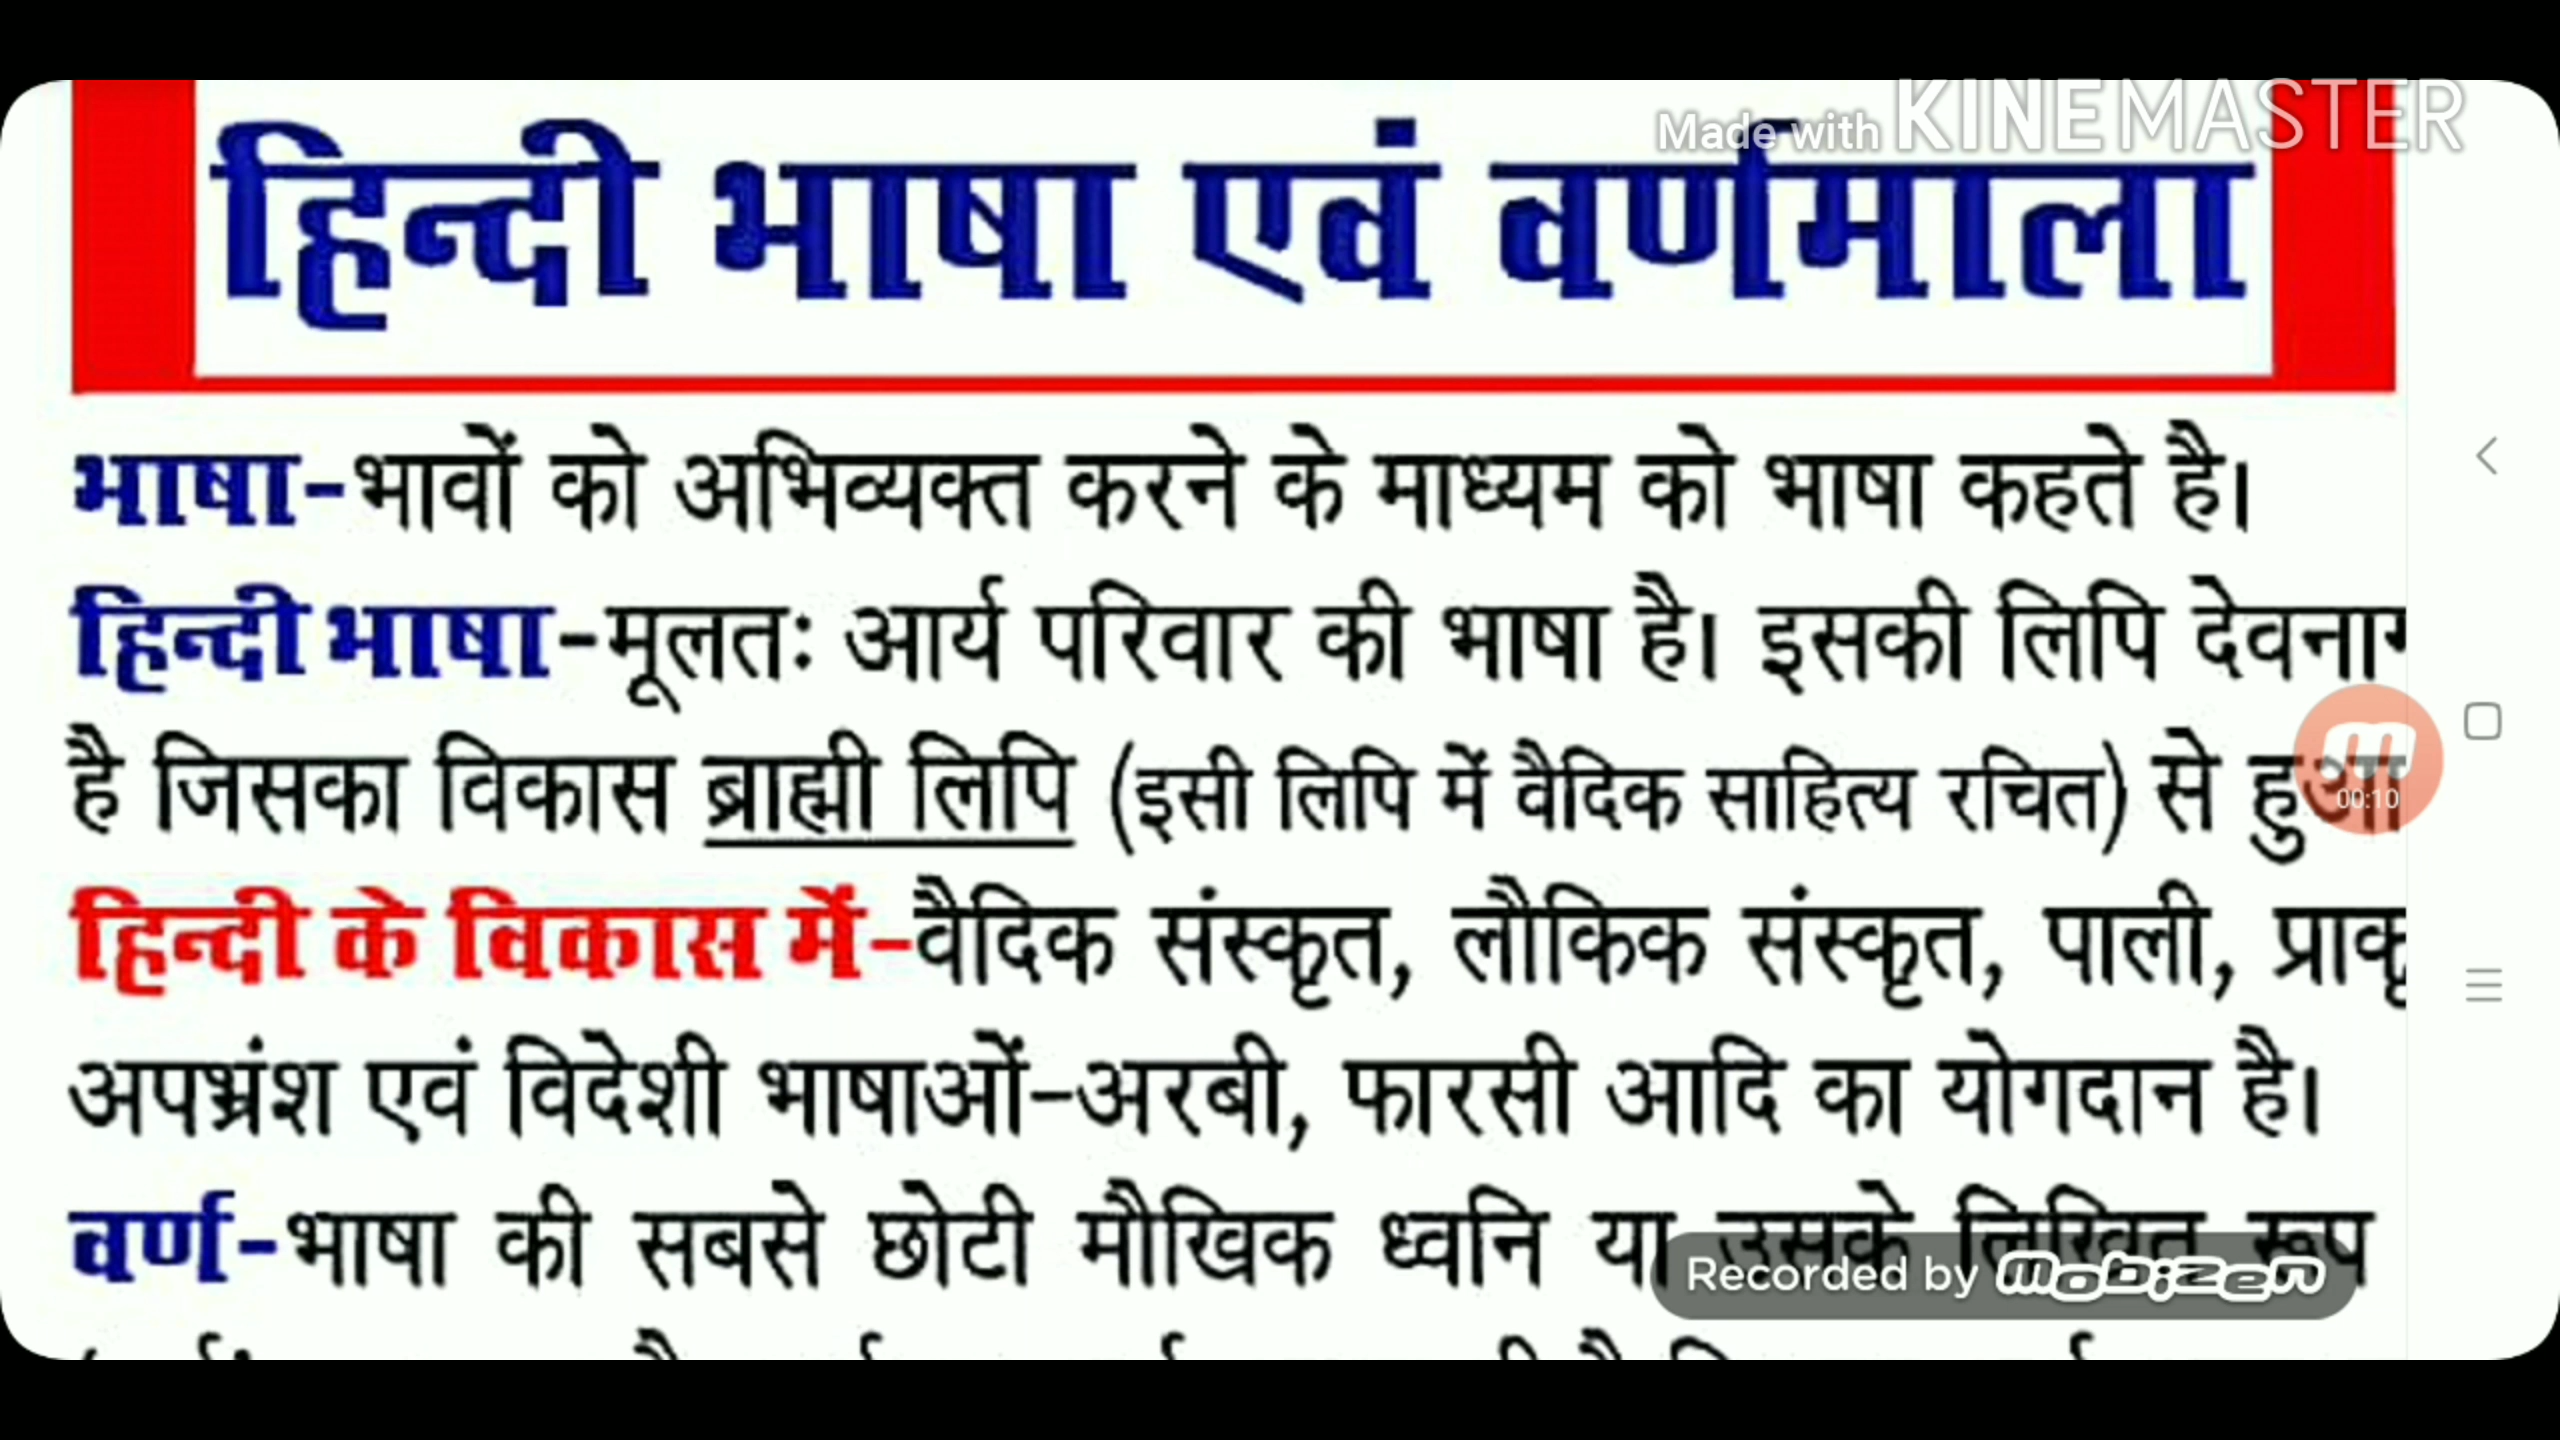 Made with KINEMASTER
हिन्दी भाषा एवं वर्णमाला
भाषा-भावों को अभिव्यक्त करने के माध्यम को भाषा कहते है।
हिन्दी भाषा-मूलतः आर्य परिवार की भाषा है। इसकी लिपि
है जिसका विकास ब्राह्मी लिपि (इसी लिपि में वैदिक साहित्य रचित) से हुआ
00:10
हिन्दी के विकास में-वैदिक संस्कृत, लौकिक संस्कृत, पाली,
अपभ्रंश एवं विदेशी भाषाओं-अरबी, फारसी आदि का योगदान है।
वर्ण-भाषा की सबसे छोटी मौखिक ध्वनि या उसके लिखित रूप
Recorded by mobizen